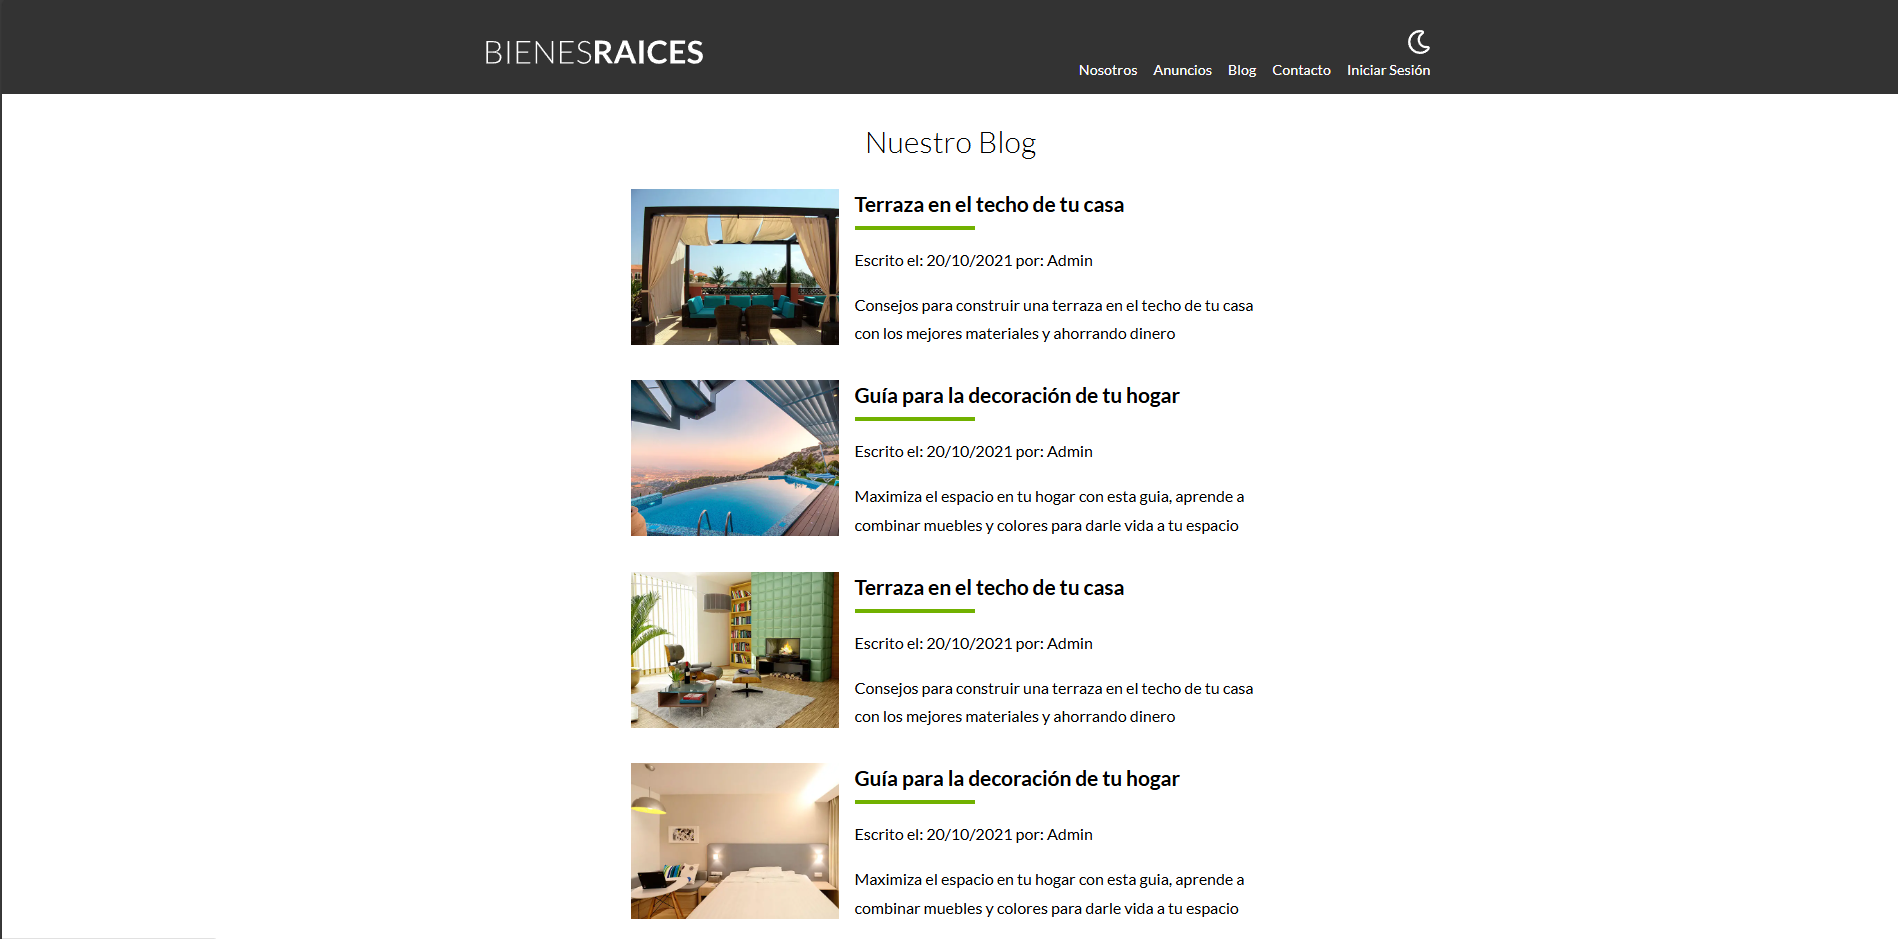 BIENESRAICES
Nosotros Anuncios Blog Contacto Iniciar Sesión
Nuestro Blog
Terraza en el techo de tu casa
Escrito el: 20/10/2021 por: Admin
Consejos para construir una terraza en el techo de tu casa
con los mejores materiales y ahorrando dinero
Guía para la decoración de tu hogar
Escrito el: 20/10/2021 por: Admin
Maximiza el espacio en tu hogar con esta guia, aprende a
combinar muebles y colores para darle vida a tu espacio
Terraza en el techo de tu casa
Escrito el: 20/10/2021 por: Admin
Consejos para construir una terraza en el techo de tu casa
con los mejores materiales y ahorrando dinero
Guía para la decoración de tu hogar
Escrito el: 20/10/2021 por: Admin
Maximiza el espacio en tu hogar con esta guia, aprende a
combinar muebles y colores para darle vida a tu espacio